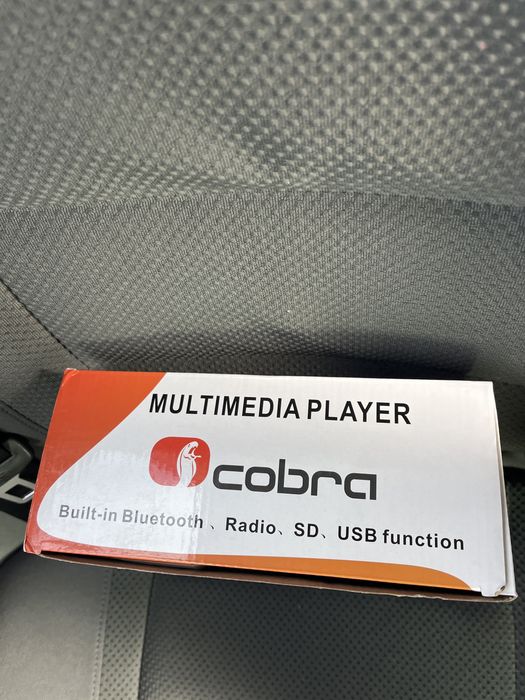 MULTIMEDIA PLAYER
cobra
Built-in Bluetooth 、Radio、SD、USB function